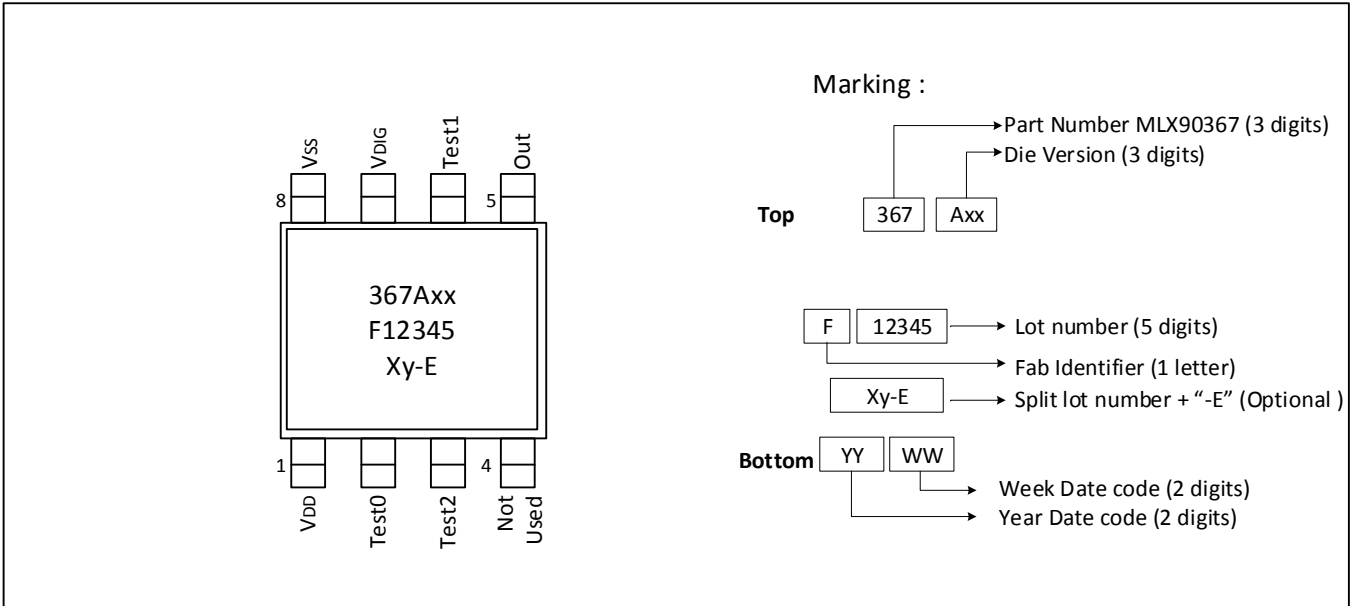 Marking :
Part Number MLX90367 (3 digits)
Die Version (3 digits)
Top 367 Axx
F 12345 Lot number (5 digits)
Fab Identifier (1 letter)
Xy-E Split lot number + “-E” (Optional )
Bottom YY WW
Week Date code (2 digits)
Year Date code (2 digits)
Vss
VDIG
Test1
Out
8
5
367Axx
F12345
Xy-E
1
4
VDD
Test0
Test2
Not
Used